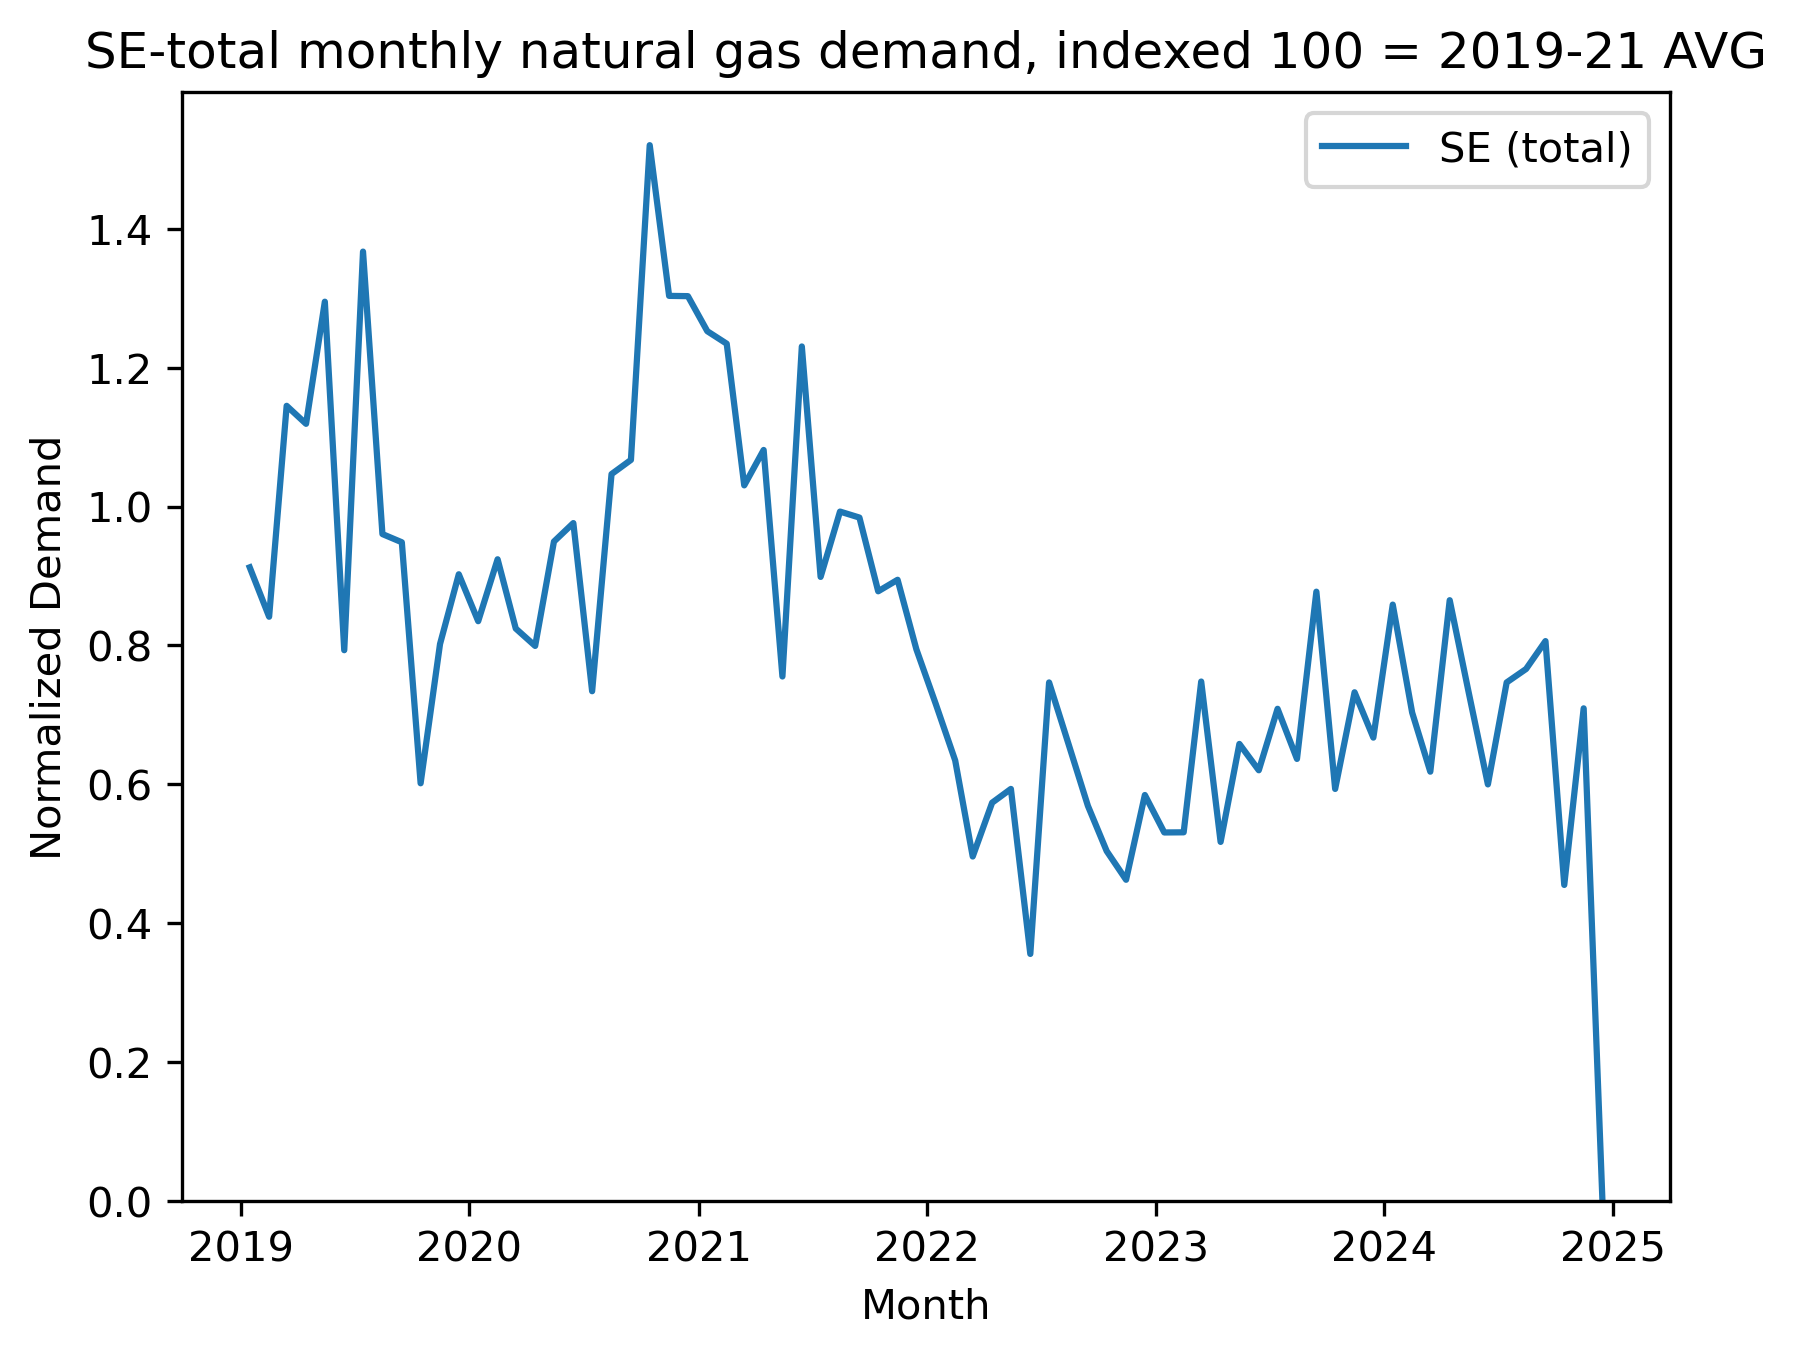 SE-total monthly natural gas demand, indexed 100 = 2019-21 AVG
SE (total)
Normalized Demand
1.4
1.2
1.0
0.8
0.6
0.4
0.2
0.0
2019 2020 2021 2022 2023 2024 2025
Month